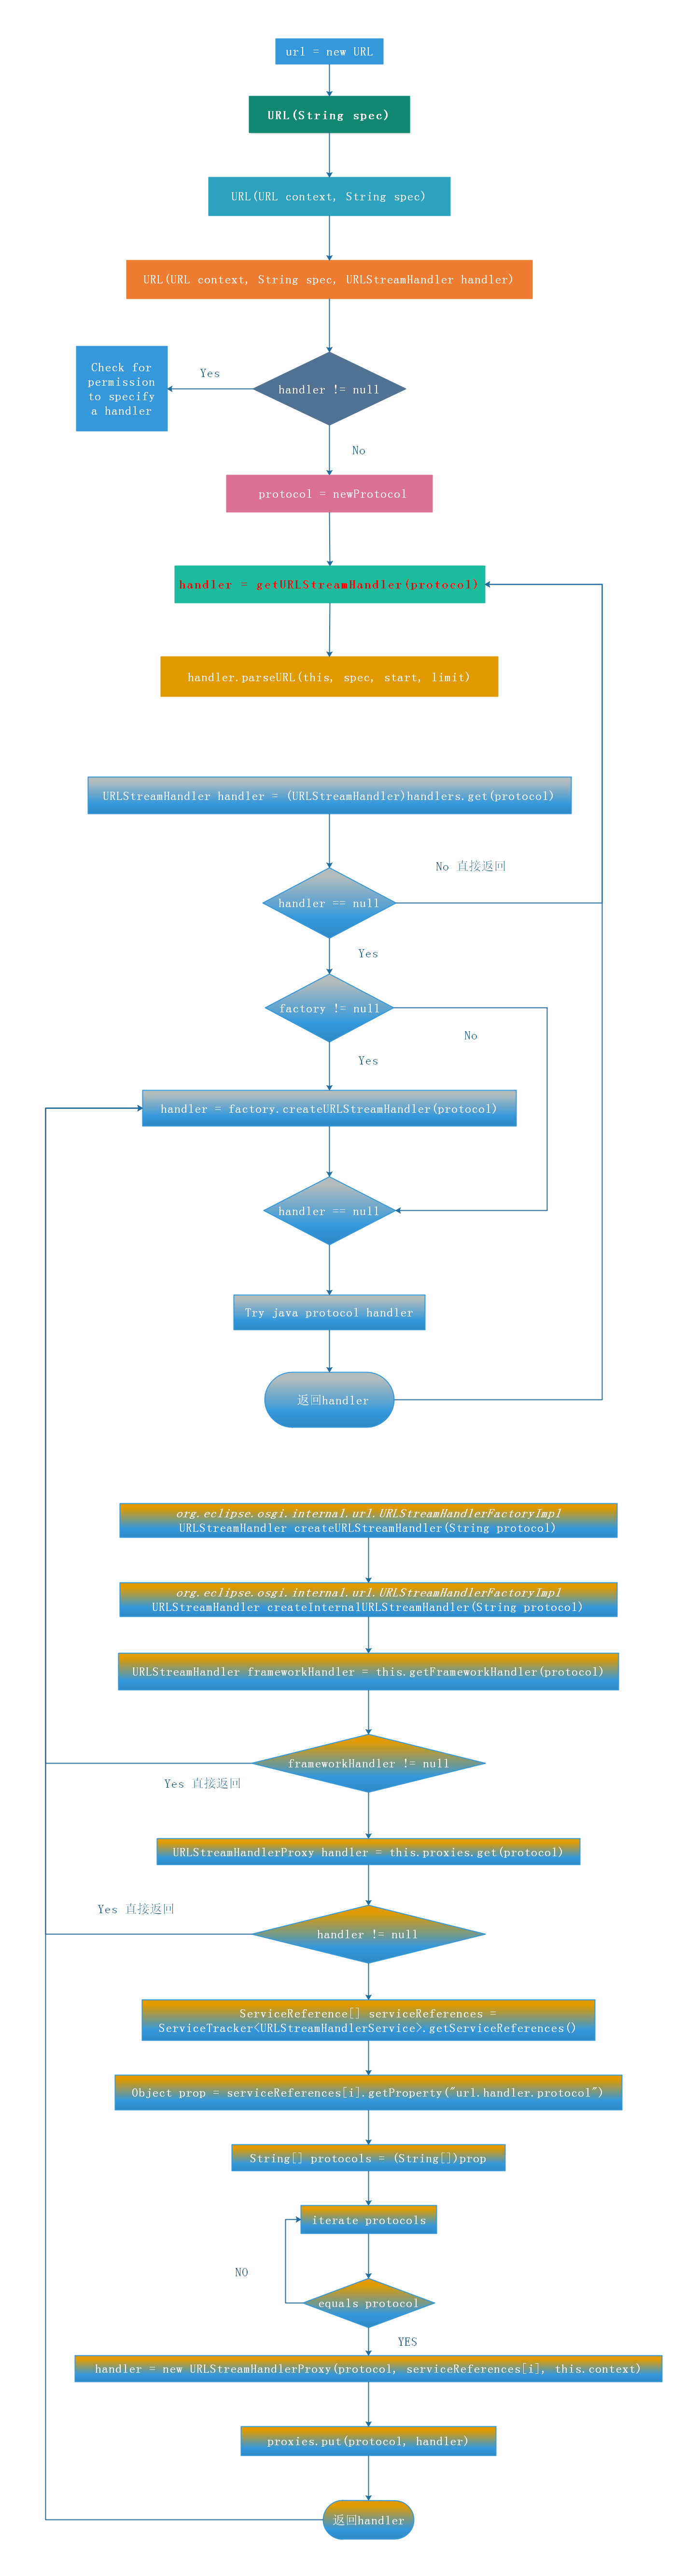 url = new URL
URL(String spec)
URL(URL context, String spec)
URL(URL context, String spec, URLStreamHandler handler)
Check for
permission
to specify
a handler
Yes
handler != null
No
protocol = newProtocol
handler = getURLStreamHandler(protocol)
handler.parseURL(this, spec, start, limit)
URLStreamHandler handler = (URLStreamHandler)handlers.get(protocol)
No 直接返回
handler == null
Yes
factory != null
No
Yes
handler = factory.createURLStreamHandler(protocol)
handler == null
Try java protocol handler
返回handler
org.eclipse.osgi.internal.url.URLStreamHandlerFactoryImpl
URLStreamHandler createURLStreamHandler(String protocol)
org.eclipse.osgi.internal.url.URLStreamHandlerFactoryImpl
URLStreamHandler createInternalURLStreamHandler(String protocol)
URLStreamHandler frameworkHandler = this.getFrameworkHandler(protocol)
frameworkHandler != null
Yes 直接返回
URLStreamHandlerProxy handler = this.proxies.get(protocol)
Yes 直接返回
handler != null
ServiceReference[] serviceReferences =
ServiceTracker<URLStreamHandlerService>.getServiceReferences()
Object prop = serviceReferences[i].getProperty("url.handler.protocol")
String[] protocols = (String[])prop
iterate protocols
NO
equals protocol
YES
handler = new URLStreamHandlerProxy(protocol, serviceReferences[i], this.context)
proxies.put(protocol, handler)
返回handler